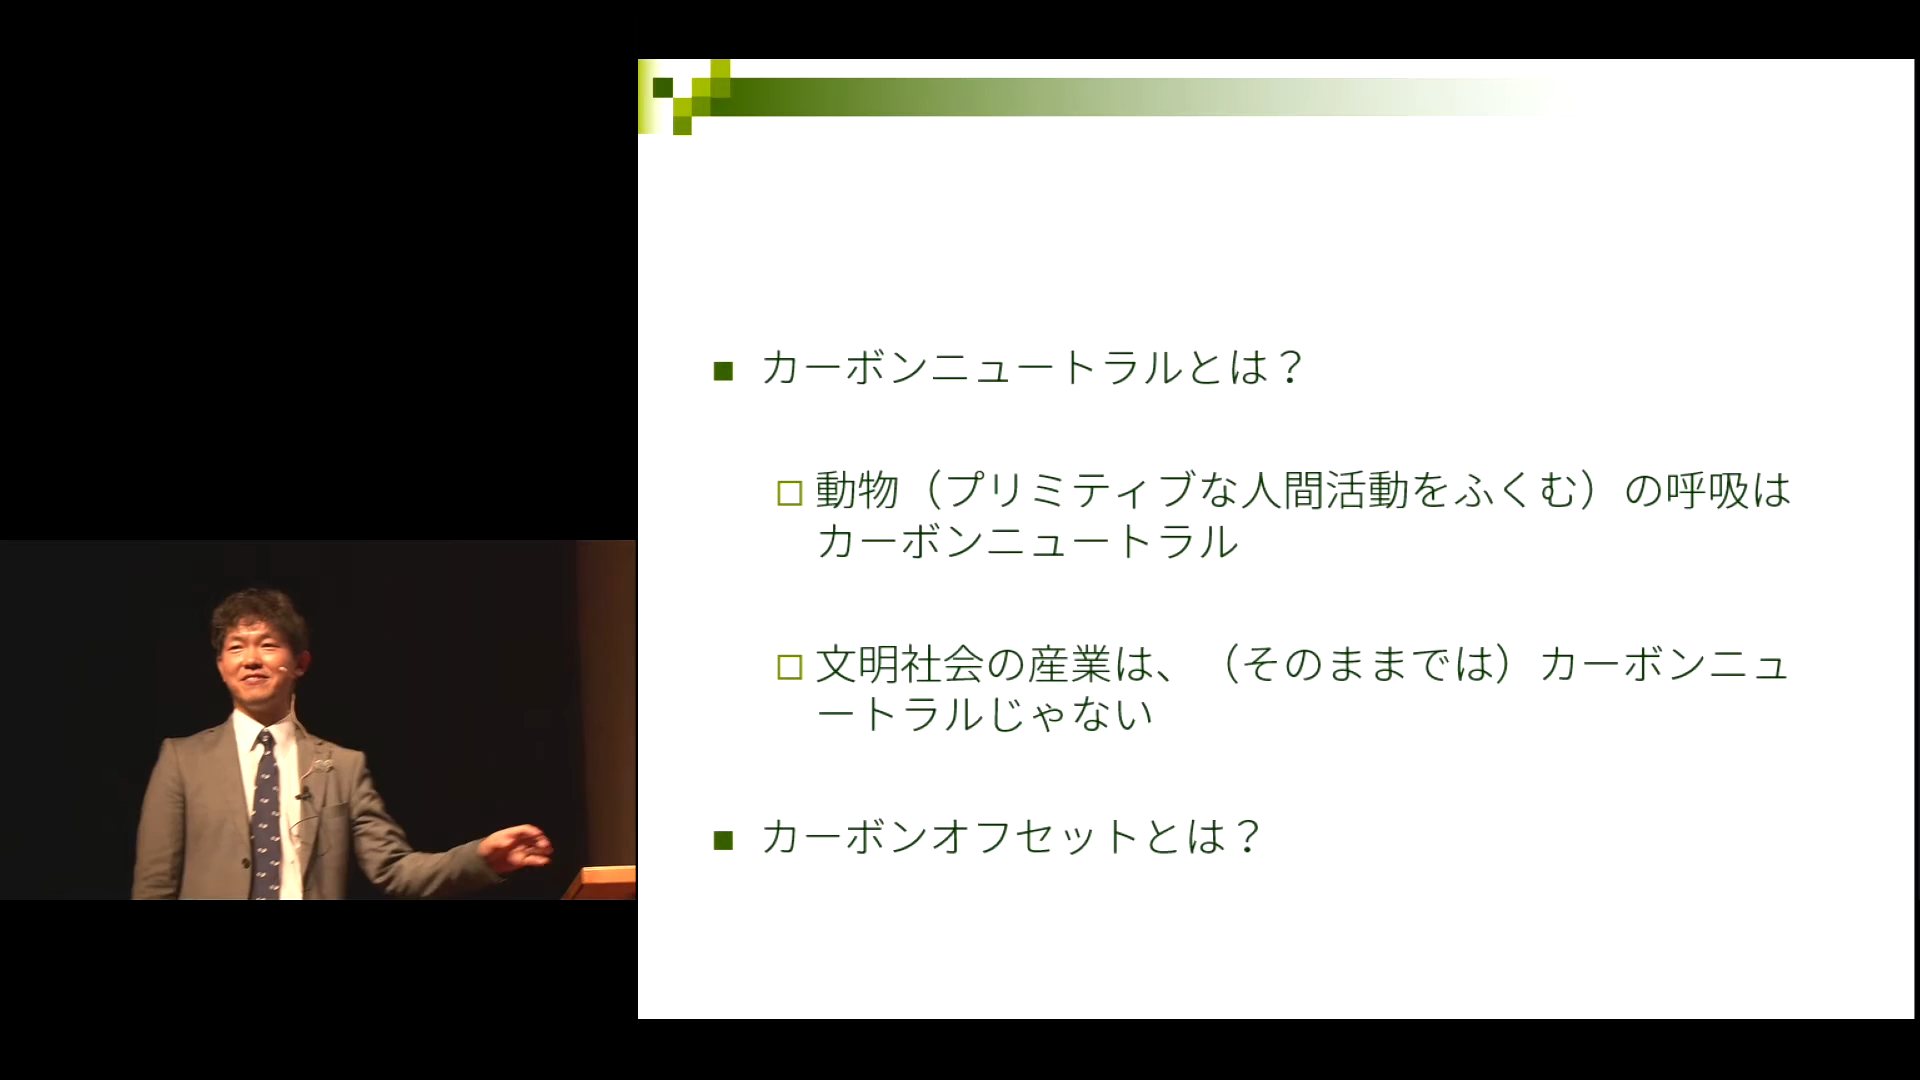 カーボンニュートラルとは？
動物（プリミティブな人間活動をふくむ）の呼吸は
カーボンニュートラル
文明社会の産業は、（そのままでは）カーボンニュ
ートラルじゃない
カーボンオフセットとは？